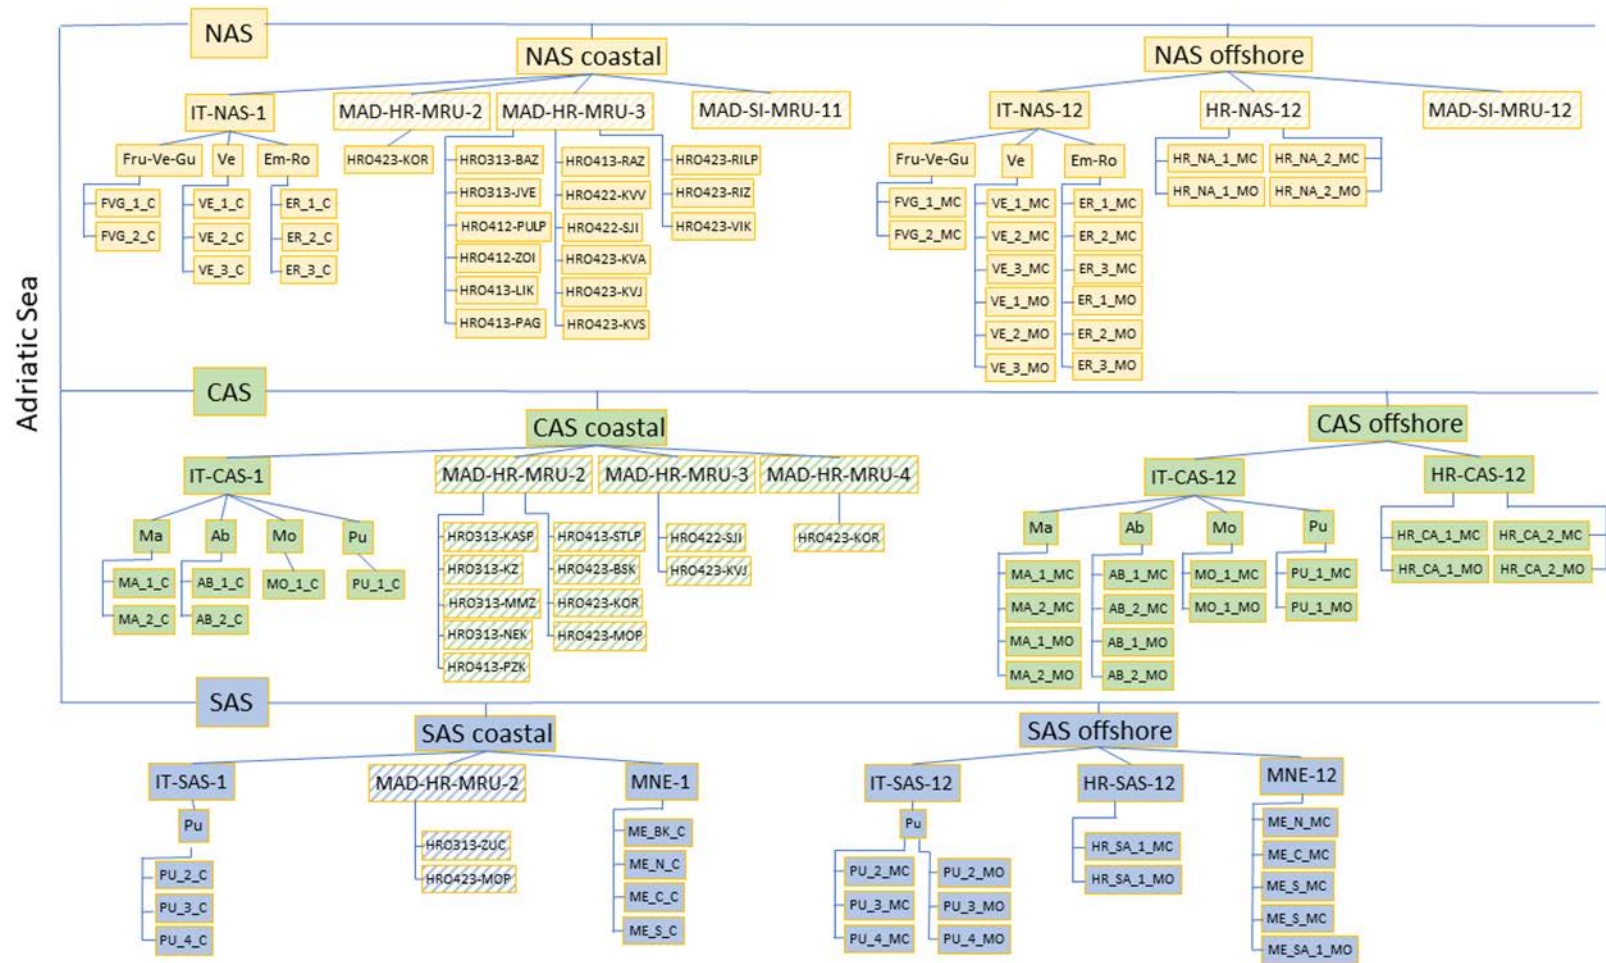 Adriatic Sea
NAS
NAS coastal
NAS offshore
IT-NAS-1
MAD-HR-MRU-2
MAD-HR-MRU-3
MAD-SI-MRU-11
IT-NAS-12
HR-NAS-12
MAD-SI-MRU-12
Fru-Ve-Gu
Ve
Em-Ro
FVG_1_C
FVG_2_C
VE_1_C
VE_2_C
VE_3_C
ER_1_C
ER_2_C
ER_3_C
HRO423-KOR
HRO313-BAZ
HRO313-JVE
HRO412-PULP
HRO412-ZOI
HRO413-LIK
HRO413-PAG
HRO413-RAZ
HRO422-KVV
HRO422-SJI
HRO423-KVA
HRO423-KVJ
HRO423-KVS
HRO423-RILP
HRO423-RIZ
HRO423-VIK
Fru-Ve-Gu
Ve
Em-Ro
FVG_1_MC
FVG_2_MC
VE_1_MC
VE_2_MC
VE_3_MC
VE_1_MO
VE_2_MO
VE_3_MO
ER_1_MC
ER_2_MC
ER_3_MC
ER_1_MO
ER_2_MO
ER_3_MO
HR_NA_1_MC
HR_NA_1_MO
HR_NA_2_MC
HR_NA_2_MO
CAS
CAS coastal
CAS offshore
IT-CAS-1
MAD-HR-MRU-2
MAD-HR-MRU-3
MAD-HR-MRU-4
IT-CAS-12
HR-CAS-12
Ma
Ab
Mo
Pu
MA_1_C
MA_2_C
AB_1_C
AB_2_C
MO_1_C
PU_1_C
HRO313-KASP
HRO313-KZ
HRO313-MMZ
HRO313-NEK
HRO413-PZK
HRO413-STLP
HRO423-BSK
HRO423-KOR
HRO423-MOP
HRO422-SJI
HRO423-KVJ
HRO423-KOR
Ma
Ab
Mo
Pu
MA_1_MC
MA_2_MC
MA_1_MO
MA_2_MO
AB_1_MC
AB_2_MC
AB_1_MO
AB_2_MO
MO_1_MC
MO_1_MO
PU_1_MC
PU_1_MO
HR_CA_1_MC
HR_CA_1_MO
HR_CA_2_MC
HR_CA_2_MO
SAS
SAS coastal
SAS offshore
IT-SAS-1
MAD-HR-MRU-2
MNE-1
IT-SAS-12
HR-SAS-12
MNE-12
Pu
PU_2_C
PU_3_C
PU_4_C
HRO313-ZUC
HRO423-MOP
ME_BK_C
ME_N_C
ME_C_C
ME_S_C
Pu
PU_2_MC
PU_3_MC
PU_4_MC
PU_2_MO
PU_3_MO
PU_4_MO
HR_SA_1_MC
HR_SA_1_MO
ME_N_MC
ME_C_MC
ME_S_MC
ME_S_MC
ME_SA_1_MO